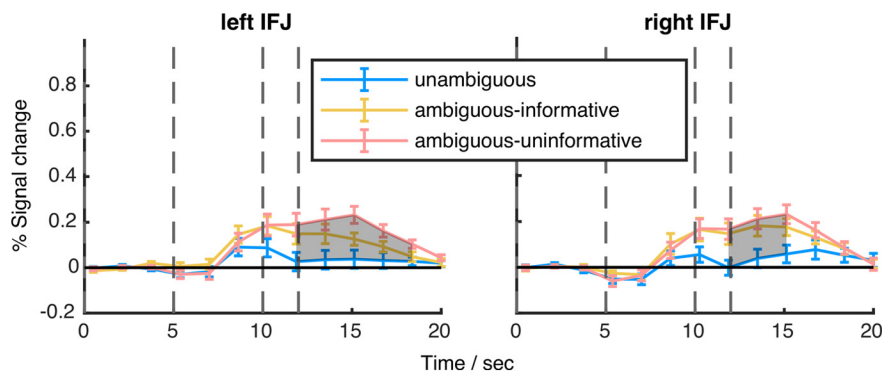 left IFJ
right IFJ
unambiguous
ambiguous-informative
ambiguous-uninformative
% Signal change
0.8
0.6
0.4
0.2
0
-0.2
0 5 10 15 20
0 5 10 15 20
Time / sec